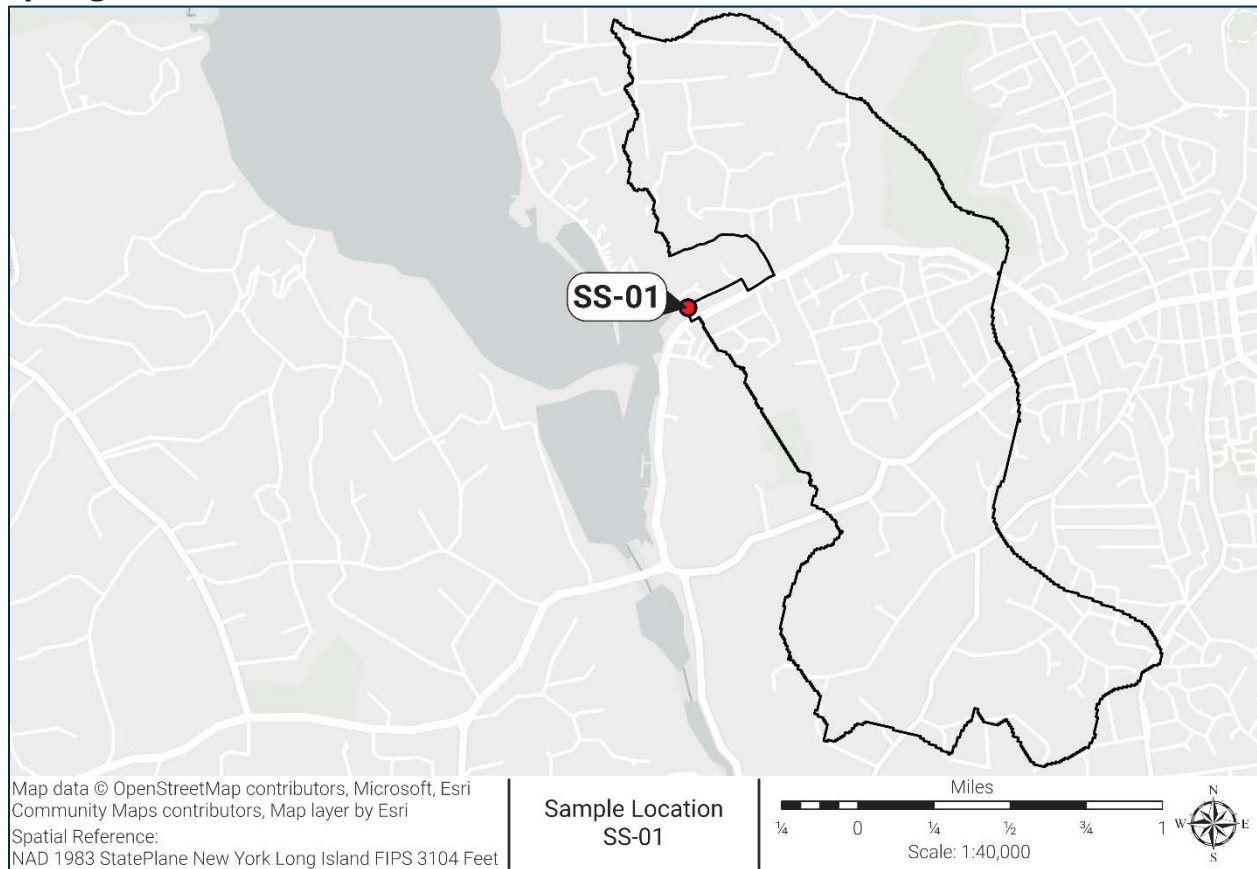 SS-01
Map data © OpenStreetMap contributors, Microsoft, Esri
Community Maps contributors, Map layer by Esri
Spatial Reference:
NAD 1983 StatePlane New York Long Island FIPS 3104 Feet
Sample Location
SS-01
Miles
¼ 0 ¼ ½ ¾ 1
Scale: 1:40,000
N
W E
S